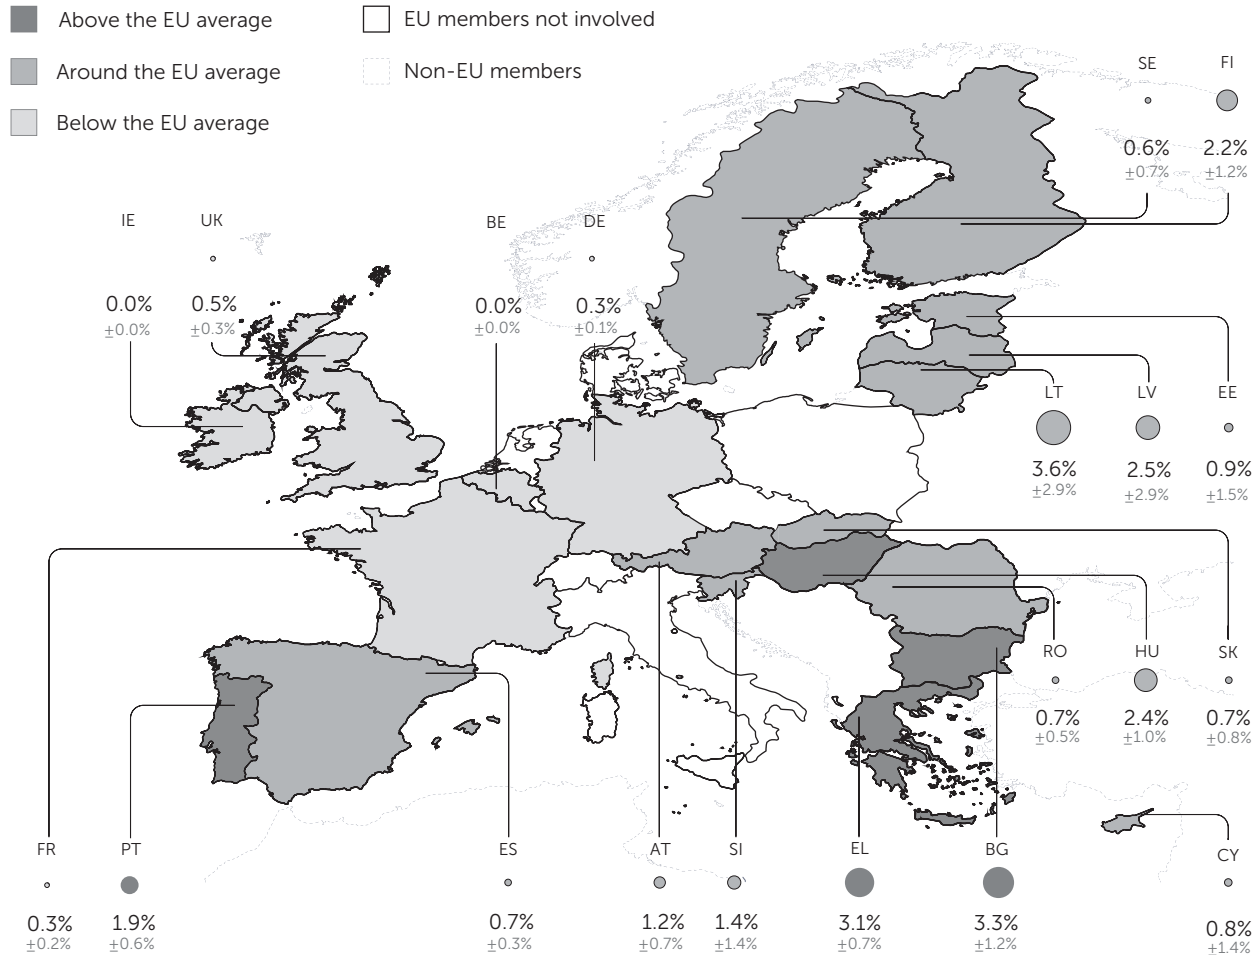 Above the EU average
EU members not involved
Around the EU average
Non-EU members
Below the EU average
SE FI
0.6% 2.2%
±0.7% ±1.2%
IE UK BE DE
0.0% 0.5% 0.0% 0.3%
±0.0% ±0.3% ±0.0% ±0.1%
LT LV EE
3.6% 2.5% 0.9%
±2.9% ±2.9% ±1.5%
RO HU SK
0.7% 2.4% 0.7%
±0.5% ±1.0% ±0.8%
FR PT ES AT SI EL BG CY
0.3% 1.9% 0.7% 1.2% 1.4% 3.1% 3.3% 0.8%
±0.2% ±0.6% ±0.3% ±0.7% ±1.4% ±0.7% ±1.2% ±1.4%